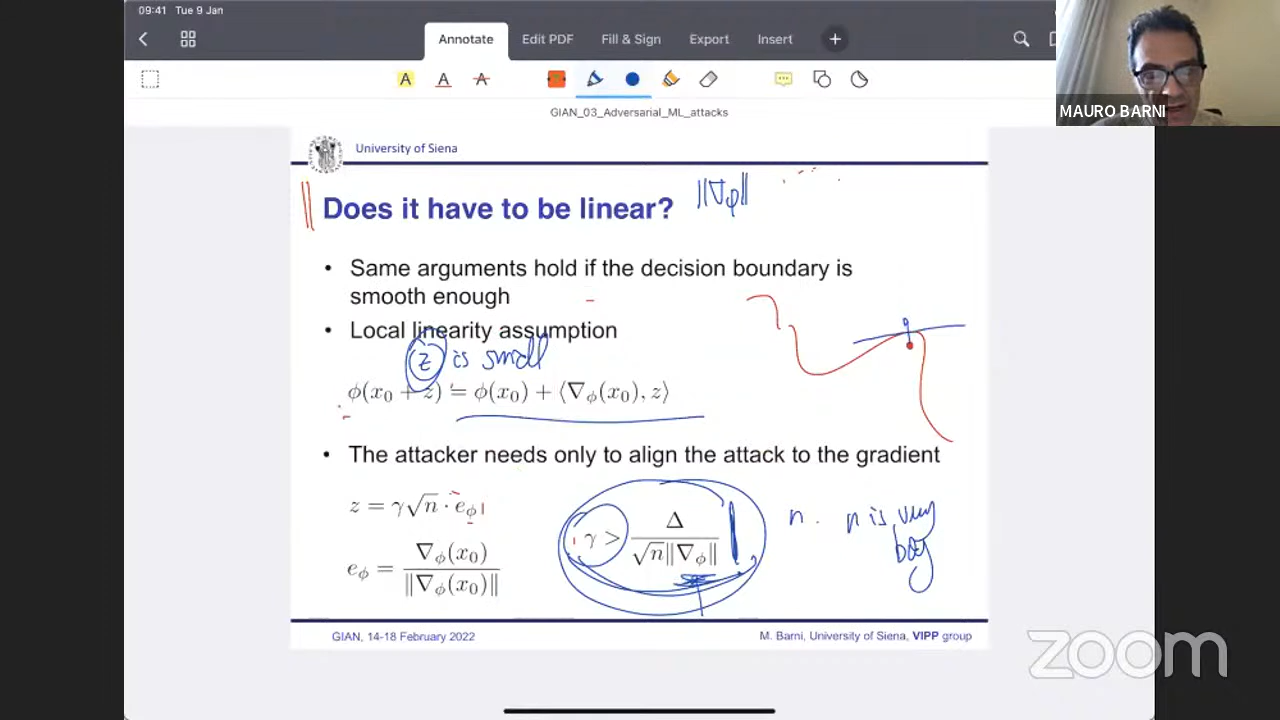 09:41 Tue 9 Jan
Annotate
Edit PDF
Fill & Sign
Export
Insert
+
A A A
GIAN_03_Adversarial_ML_attacks
MAURO BARNI
University of Siena
Does it have to be linear?
‖∇ϕ‖
• Same arguments hold if the decision boundary is
smooth enough
• Local linearity assumption
z is small
ϕ(x₀ + z) = ϕ(x₀) + ⟨∇ϕ(x₀), z⟩
• The attacker needs only to align the attack to the gradient
z = γ√n · eϕ
eϕ = ∇ϕ(x₀) / ‖∇ϕ(x₀)‖
γ > Δ / √n‖∇ϕ‖
n. n is very
GIAN, 14-18 February 2022
M. Barni, University of Siena, VIPP group
zoom